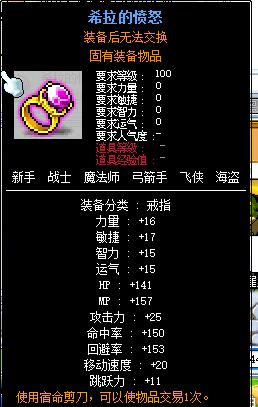 希拉的愤怒
装备后无法交换
固有装备物品
要求等级 : 100
要求力量 : 0
要求敏捷 : 0
要求智力 : 0
要求运气 : 0
要求人气度 : -
道具等级 : -
道具经验值 : -
新手 战士 魔法师 弓箭手 飞侠 海盗
装备分类 : 戒指
力量 : +16
敏捷 : +17
智力 : +15
运气 : +15
HP : +141
MP : +157
攻击力 : +25
命中率 : +150
回避率 : +153
移动速度 : +20
跳跃力 : +11
使用宿命剪刀，可以使物品交易1次。